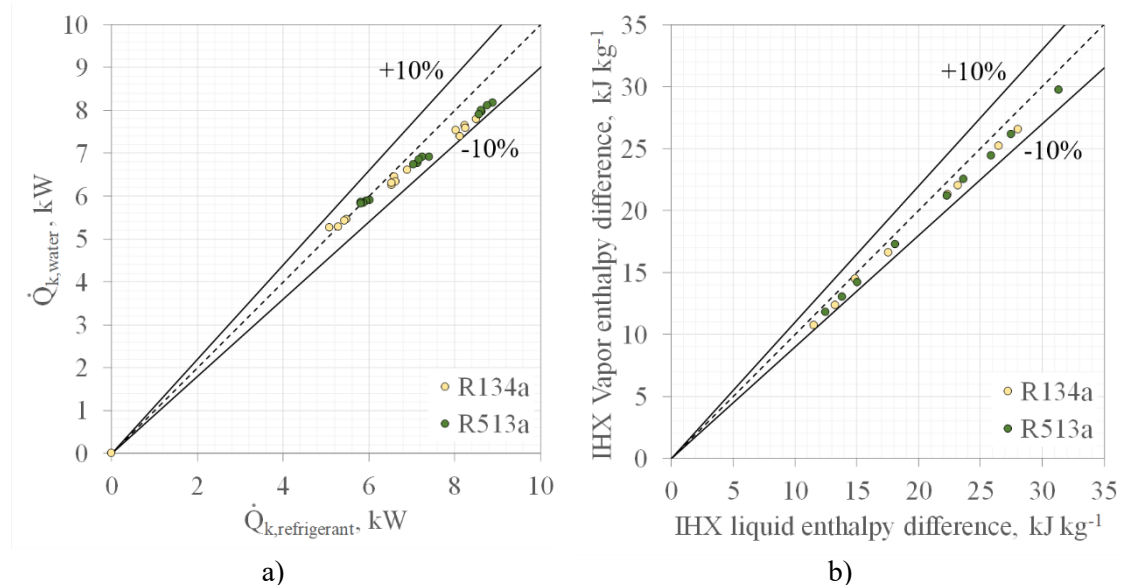 10
9
8
7
6
5
4
3
2
1
0
Q̇k,water, kW
+10%
-10%
R134a
R513a
0 2 4 6 8 10
Q̇k,refrigerant, kW
a)
35
30
25
20
15
10
5
0
IHX Vapor enthalpy difference, kJ kg-1
+10%
-10%
R134a
R513a
0 5 10 15 20 25 30 35
IHX liquid enthalpy difference, kJ kg-1
b)